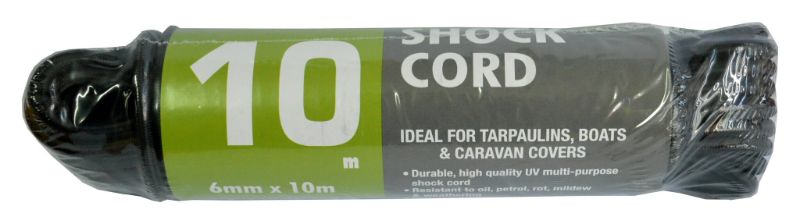 10
m
6mm x 10m
SHOCK
CORD
IDEAL FOR TARPAULINS, BOATS
& CARAVAN COVERS
• Durable, high quality UV multi-purpose
shock cord
• Resistant to oil, petrol, rot, mildew
& weathering